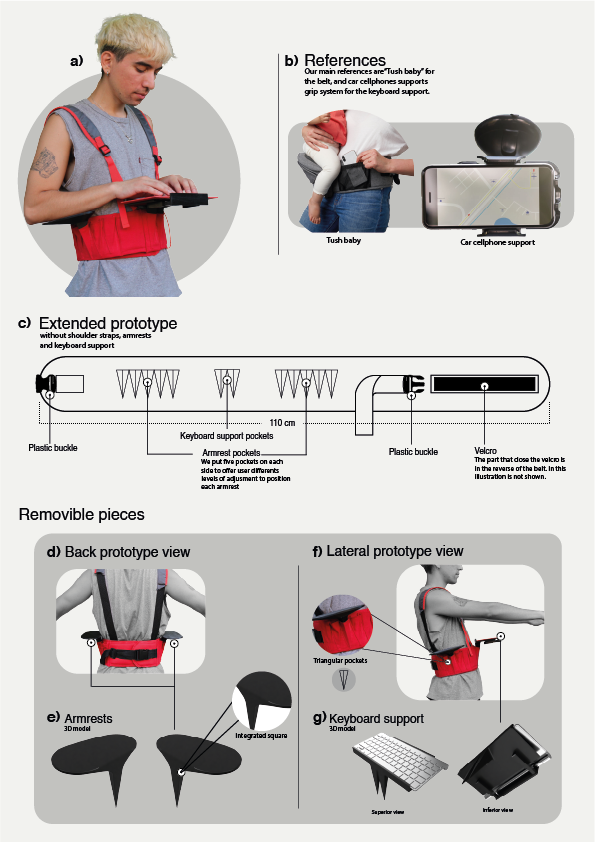 a)
b) References
Our main references are"Tush baby" for
the belt, and car cellphones supports
grip system for the keyboard support.
Tush baby
Car cellphone support
c) Extended prototype
without shoulder straps, armrests
and keyboard support
110 cm
Plastic buckle
Keyboard support pockets
Armrest pockets
We put five pockets on each
side to offer user differents
levels of adjusment to position
each armrest
Plastic buckle
Velcro
The part that close the velcro is
in the reverse of the belt. In this
illustration is not shown.
Removible pieces
d) Back prototype view
f) Lateral prototype view
Triangular pockets
e) Armrests
3D model
Integrated square
g) Keyboard support
3D model
Superior view
Inferior view